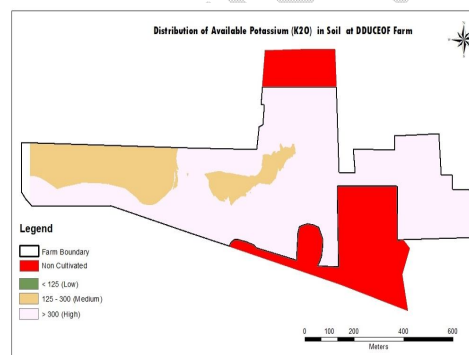 Distribution of Available Potassium (K2O) in Soil at DDUCEOF Farm
Legend
Farm Boundary
Non Cultivated
< 125 (Low)
125 - 300 (Medium)
> 300 (High)
0 100 200 400 600
Meters